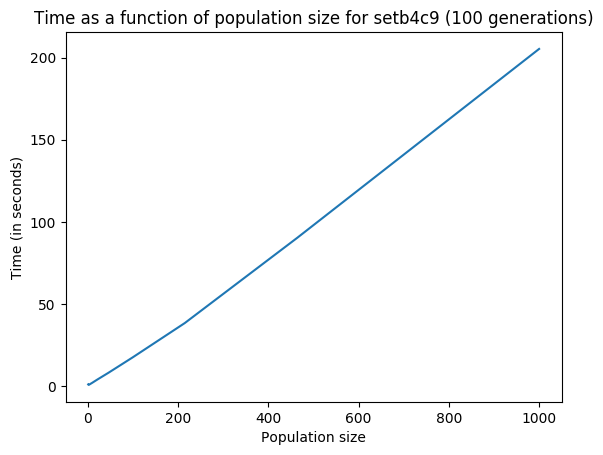 Time as a function of population size for setb4c9 (100 generations)
200
150
100
50
0
Time (in seconds)
0 200 400 600 800 1000
Population size